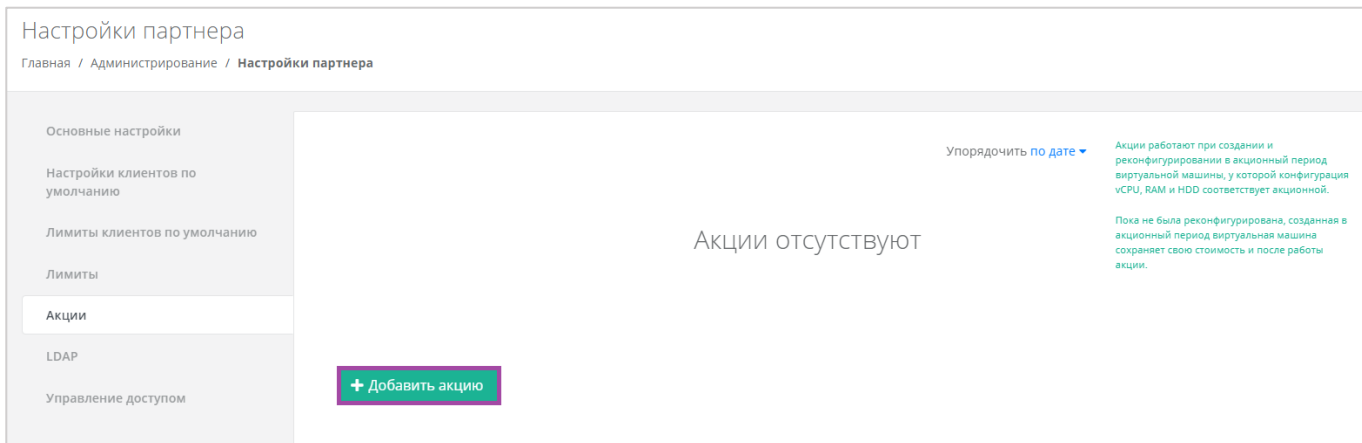 Настройки партнера
Главная / Администрирование / Настройки партнера
Основные настройки
Настройки клиентов по
умолчанию
Лимиты клиентов по умолчанию
Лимиты
Акции
LDAP
Управление доступом
Упорядочить по дате
Акции отсутствуют
+ Добавить акцию
Акции работают при создании и
реконфигурировании в акционный период
виртуальной машины, у которой конфигурация
vCPU, RAM и HDD соответствует акционной.
Пока не была реконфигурирована, созданная в
акционный период виртуальная машина
сохраняет свою стоимость и после работы
акции.